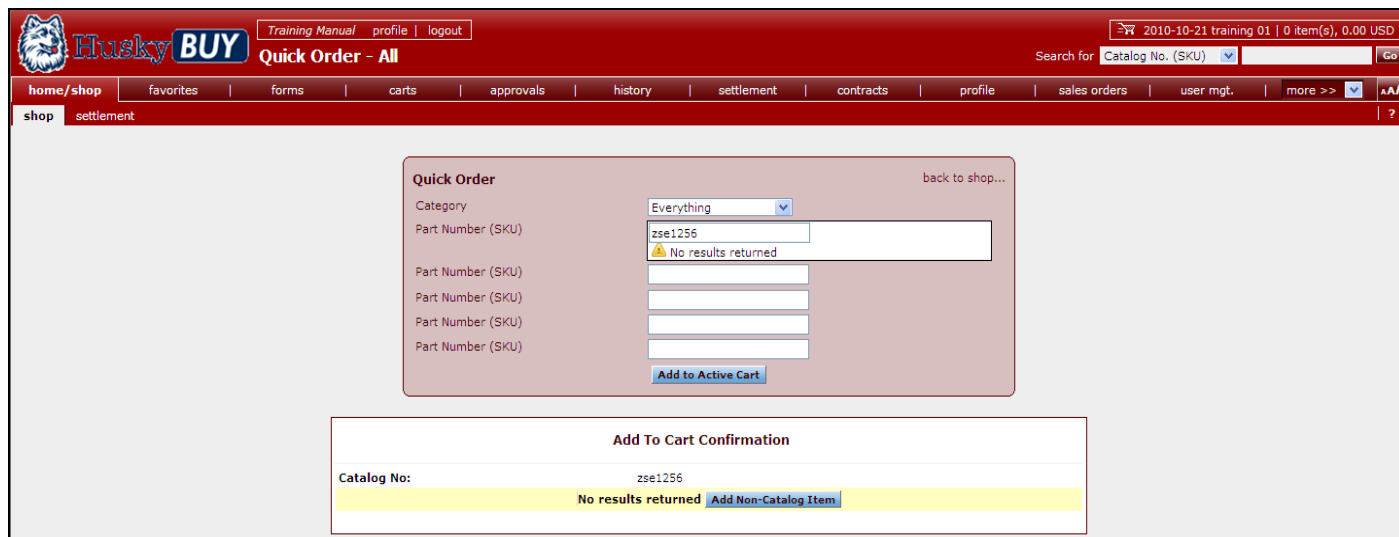 Husky BUY
Training Manual profile | logout
2010-10-21 training 01 | 0 item(s), 0.00 USD
Quick Order - All
Search for Catalog No. (SKU) Go
home/shop favorites | forms | carts | approvals | history | settlement | contracts | profile | sales orders | user mgt. | more >>
shop settlement | ?
Quick Order back to shop...
Category Everything
Part Number (SKU) zse1256
No results returned
Part Number (SKU)
Part Number (SKU)
Part Number (SKU)
Part Number (SKU)
Add to Active Cart
Add To Cart Confirmation
Catalog No: zse1256
No results returned Add Non-Catalog Item